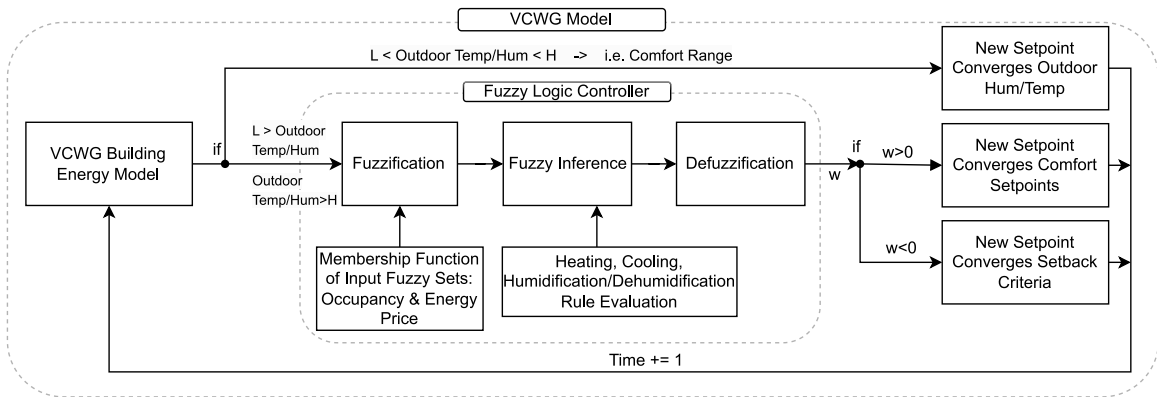 VCWG Model
L < Outdoor Temp/Hum < H -> i.e. Comfort Range
New Setpoint
Converges Outdoor
Hum/Temp
Fuzzy Logic Controller
VCWG Building
Energy Model
if
L > Outdoor
Temp/Hum
Outdoor
Temp/Hum>H
Fuzzification
Fuzzy Inference
Defuzzification
w
if
w>0
New Setpoint
Converges Comfort
Setpoints
w<0
New Setpoint
Converges Setback
Criteria
Membership Function
of Input Fuzzy Sets:
Occupancy & Energy
Price
Heating, Cooling,
Humidification/Dehumidification
Rule Evaluation
Time += 1